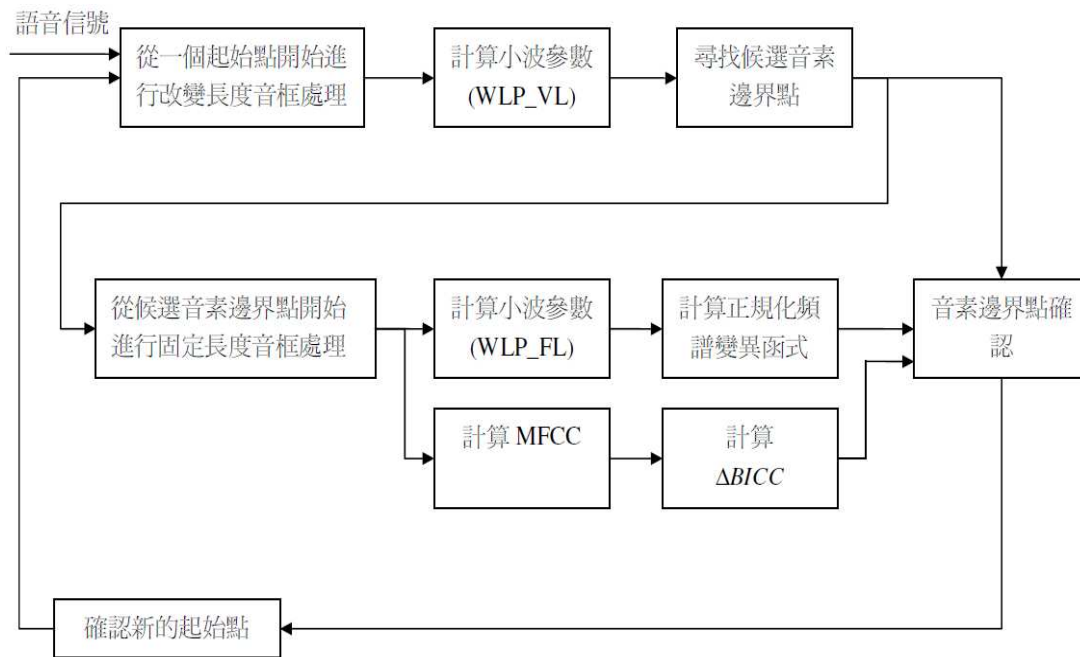 語音信號
從一個起始點開始進
行改變長度音框處理
計算小波參數
(WLP_VL)
尋找候選音素
邊界點
從候選音素邊界點開始
進行固定長度音框處理
計算小波參數
(WLP_FL)
計算正規化頻
譜變異函式
音素邊界點確
認
計算 MFCC
計算
ΔBICC
確認新的起始點